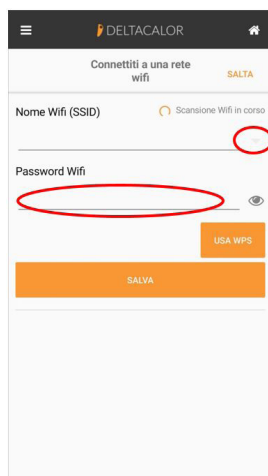 DELTACALOR
Connettiti a una rete
wifi
SALTA
Nome Wifi (SSID)
Scansione Wifi in corso
Password Wifi
USA WPS
SALVA